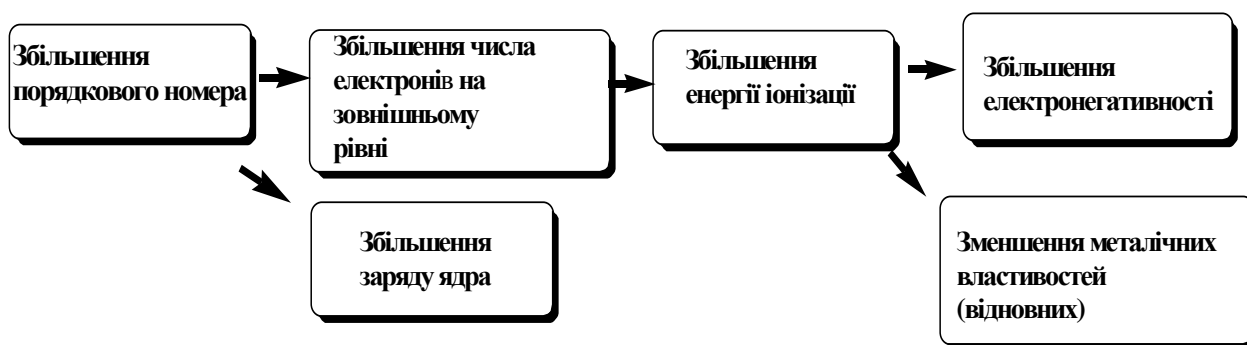 Збільшення
порядкового номера
Збільшення числа
електронів на
зовнішньому
рівні
Збільшення
енергії іонізації
Збільшення
електронегативності
Збільшення
заряду ядра
Зменшення металічних
властивостей
(відновних)